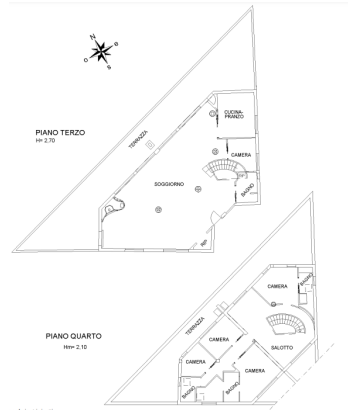 N
e
o
s
PIANO TERZO
H= 2.70
TERRAZZA
CUCINA-
PRANZO
CAMERA
SOGGIORNO
BAGNO
Rip.
PIANO QUARTO
Hm= 2.10
TERRAZZA
CAMERA
BAGNO
CAMERA
SALOTTO
CAMERA
CAMERA
BAGNO
BAGNO